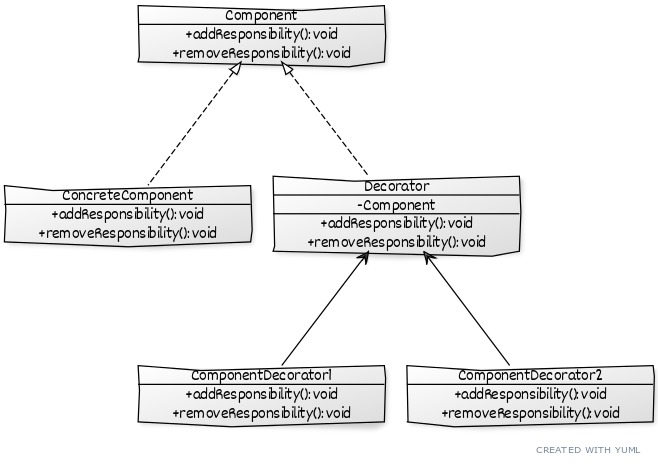 Component
+addResponsibility(): void
+removeResponsibility(): void
ConcreteComponent
+addResponsibility(): void
+removeResponsibility(): void
Decorator
-Component
+addResponsibility(): void
+removeResponsibility(): void
ComponentDecorator1
+addResponsibility(): void
+removeResponsibility(): void
ComponentDecorator2
+addResponsibility(): void
+removeResponsibility(): void
CREATED WITH YUML